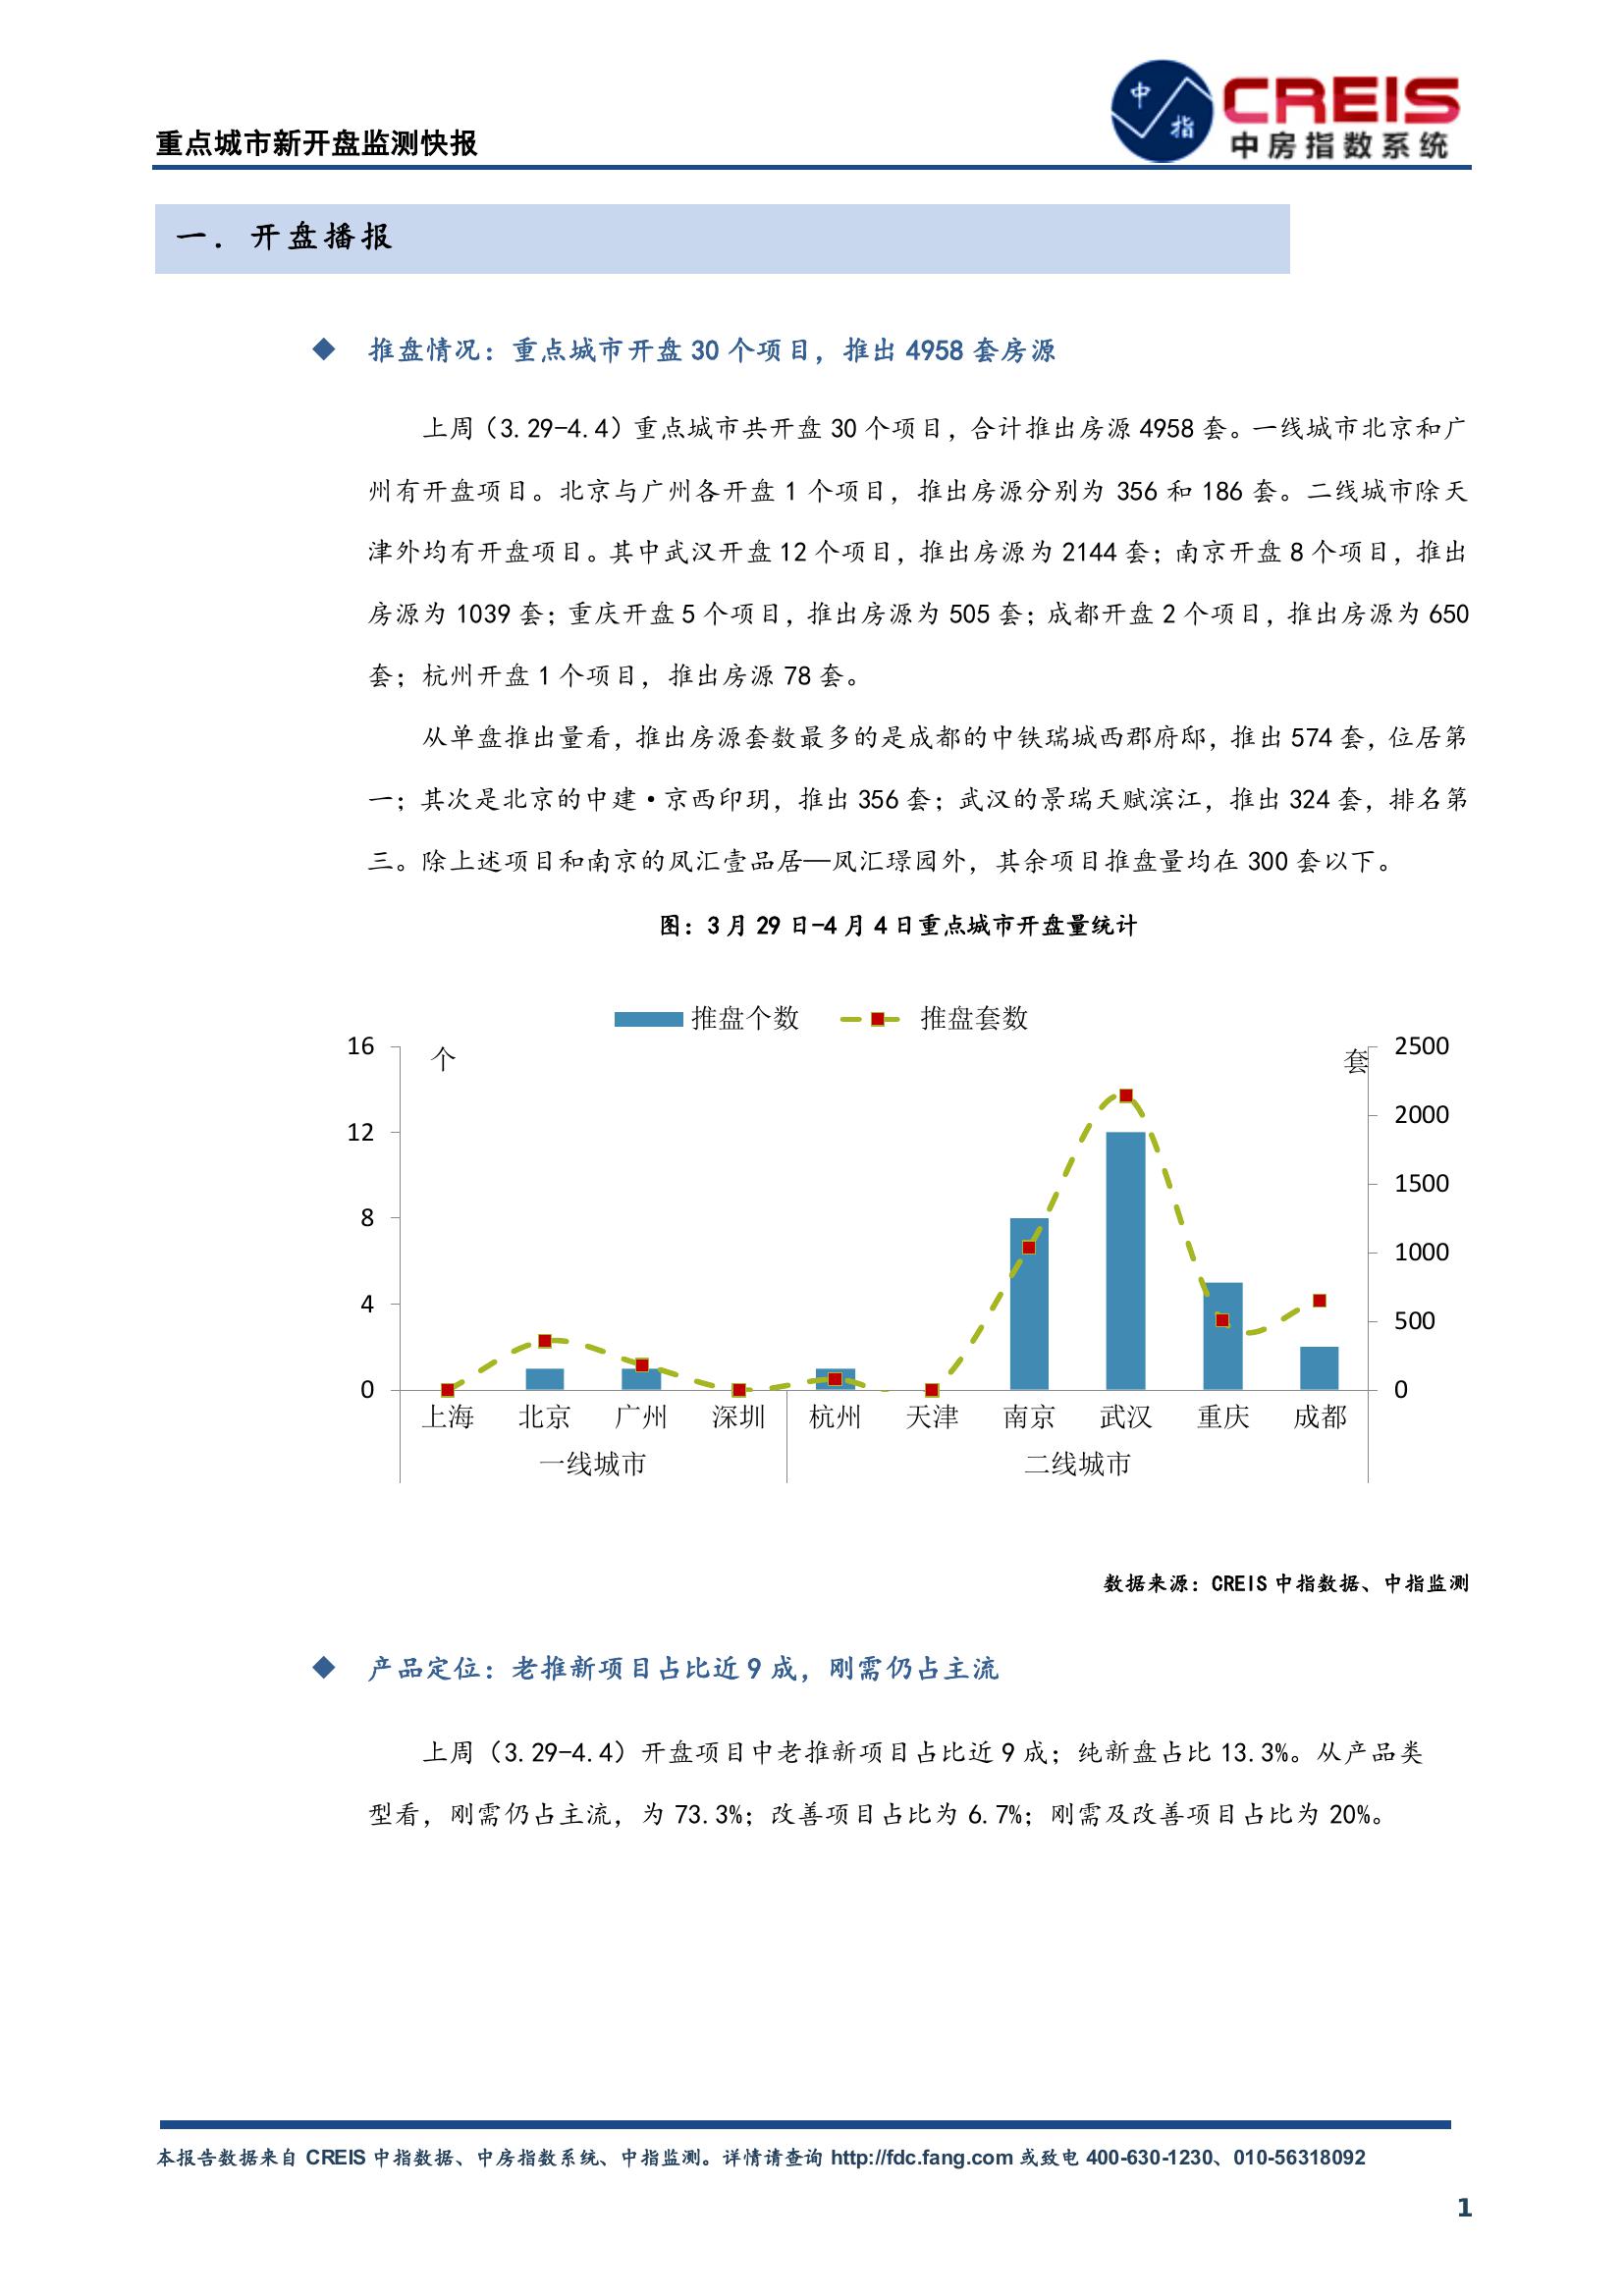 重点城市新开盘监测快报
中 指 CREIS
中房指数系统
一. 开盘播报
◆ 推盘情况：重点城市开盘 30 个项目，推出 4958 套房源
上周（3.29-4.4）重点城市共开盘 30 个项目，合计推出房源 4958 套。一线城市北京和广
州有开盘项目。北京与广州各开盘 1 个项目，推出房源分别为 356 和 186 套。二线城市除天
津外均有开盘项目。其中武汉开盘 12 个项目，推出房源为 2144 套；南京开盘 8 个项目，推出
房源为 1039 套；重庆开盘 5 个项目，推出房源为 505 套；成都开盘 2 个项目，推出房源为 650
套；杭州开盘 1 个项目，推出房源 78 套。
从单盘推出量看，推出房源套数最多的是成都的中铁瑞城西郡府邸，推出 574 套，位居第
一；其次是北京的中建·京西印玥，推出 356 套；武汉的景瑞天赋滨江，推出 324 套，排名第
三。除上述项目和南京的凤汇壹品居—凤汇璟园外，其余项目推盘量均在 300 套以下。
图：3 月 29 日-4 月 4 日重点城市开盘量统计
推盘个数 推盘套数
个 套
16 2500
2000
12
1500
8
1000
4
500
0 0
上海 北京 广州 深圳 杭州 天津 南京 武汉 重庆 成都
一线城市 二线城市
数据来源：CREIS 中指数据、中指监测
◆ 产品定位：老推新项目占比近 9 成，刚需仍占主流
上周（3.29-4.4）开盘项目中老推新项目占比近 9 成；纯新盘占比 13.3%。从产品类
型看，刚需仍占主流，为 73.3%；改善项目占比为 6.7%；刚需及改善项目占比为 20%。
本报告数据来自 CREIS 中指数据、中房指数系统、中指监测。详情请查询 http://fdc.fang.com 或致电 400-630-1230、010-56318092
1